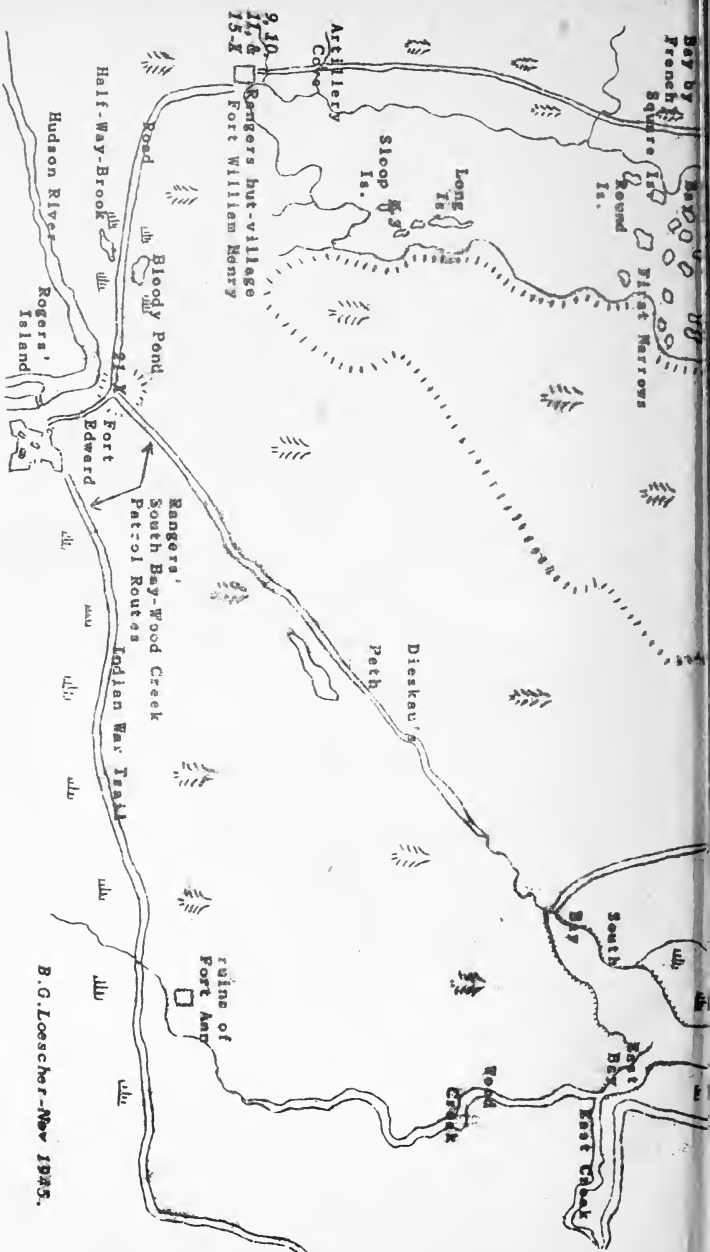 Bay by
French
Square Is.
Round
Is.
First Narrows
Artillery
Cove
Long
Is.
Sloop
Is.
9, 10
11, &
15-X
Rangers hut-village
Fort William Henry
Road
Half-Way-Brook
Bloody Pond
Hudson River
Rogers'
Island
21-X
Fort
Edward
Rangers'
South Bay-Wood Creek
Patrol Routes
Indian War Trail
Dieskau's
Path
South
Bay
East
Bay
East Creek
Wood
Creek
ruins of
Fort Ann
B.G.Loescher-Nov 1945.